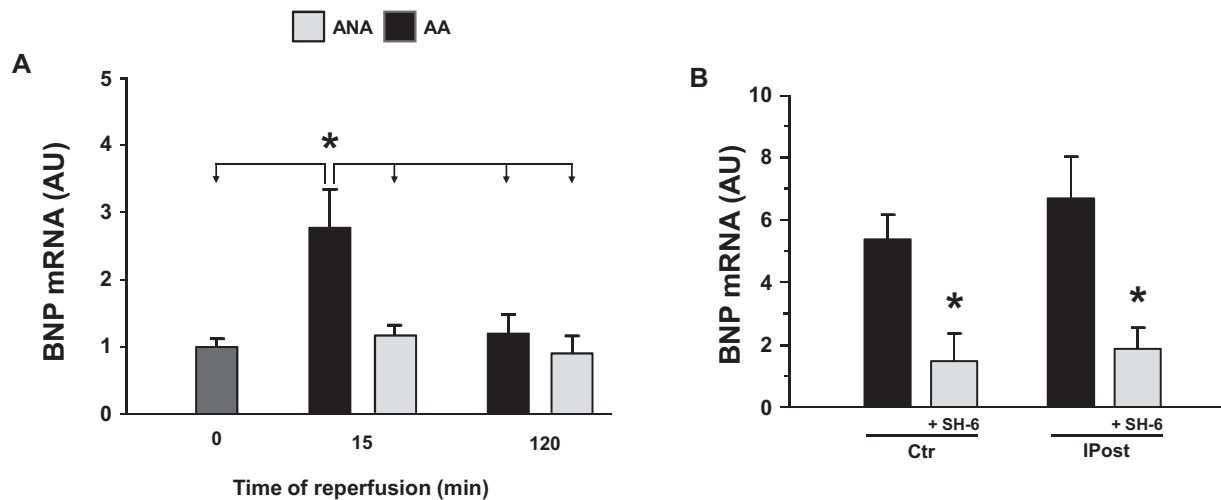 ANA AA
A
BNP mRNA (AU)
5
4
3
2
1
0
*
0 15 120
Time of reperfusion (min)
B
BNP mRNA (AU)
10
8
6
4
2
0
* *
+ SH-6 + SH-6
Ctr IPost